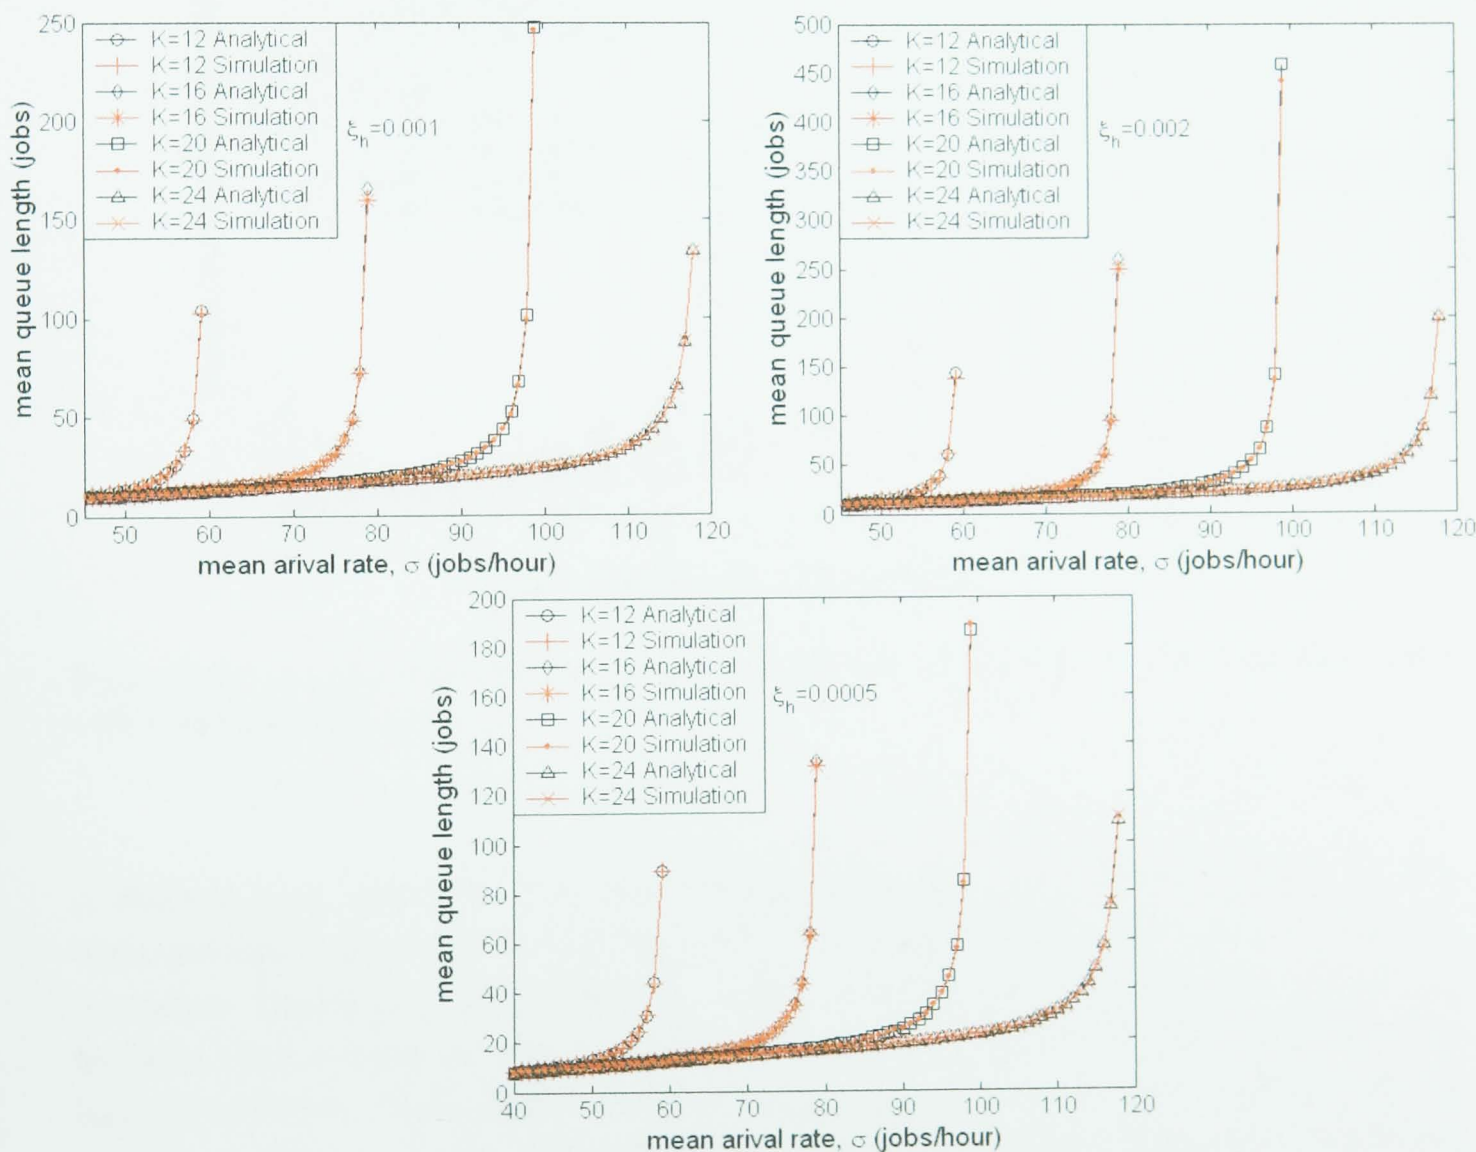 250
200
150
100
50
0
mean queue length (jobs)
K=12 Analytical
K=12 Simulation
K=16 Analytical
K=16 Simulation
K=20 Analytical
K=20 Simulation
K=24 Analytical
K=24 Simulation
ξh=0.001
50 60 70 80 90 100 110 120
mean arival rate, σ (jobs/hour)
500
450
400
350
300
250
200
150
100
50
0
mean queue length (jobs)
K=12 Analytical
K=12 Simulation
K=16 Analytical
K=16 Simulation
K=20 Analytical
K=20 Simulation
K=24 Analytical
K=24 Simulation
ξh=0.002
50 60 70 80 90 100 110 120
mean arival rate, σ (jobs/hour)
200
180
160
140
120
100
80
60
40
20
0
mean queue length (jobs)
K=12 Analytical
K=12 Simulation
K=16 Analytical
K=16 Simulation
K=20 Analytical
K=20 Simulation
K=24 Analytical
K=24 Simulation
ξh=0.0005
40 50 60 70 80 90 100 110 120
mean arival rate, σ (jobs/hour)